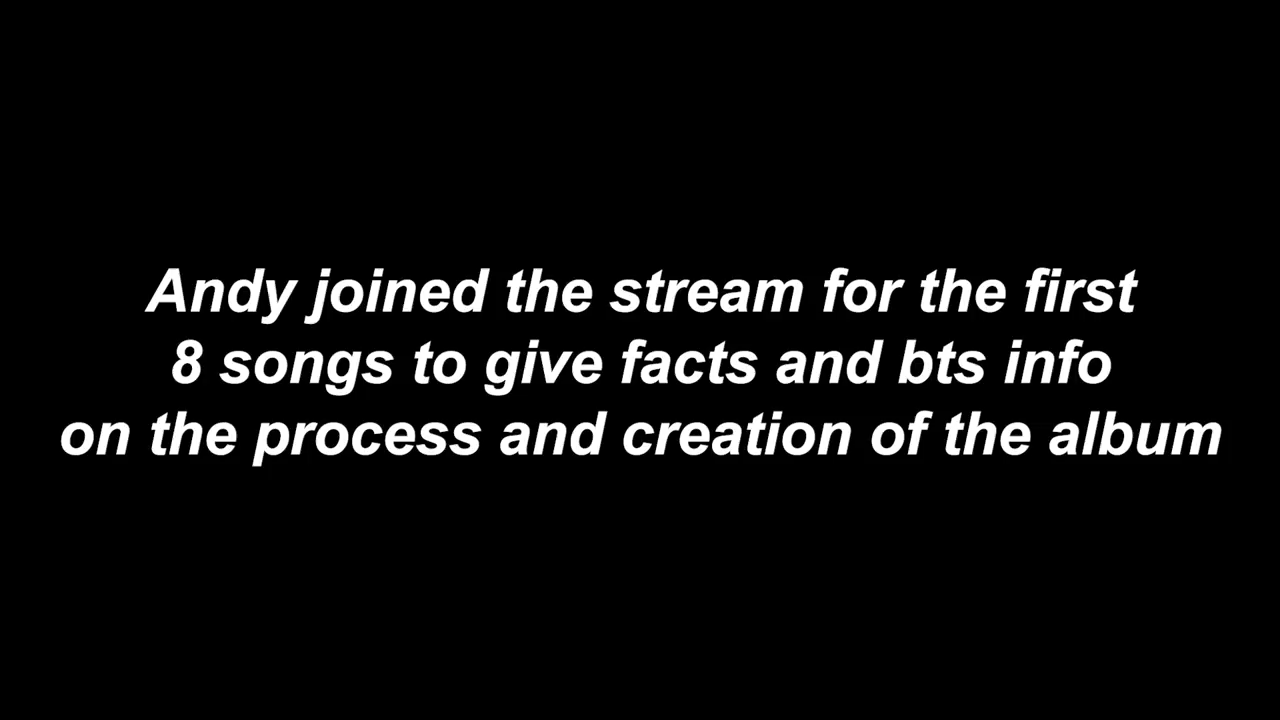 Andy joined the stream for the first
8 songs to give facts and bts info
on the process and creation of the album